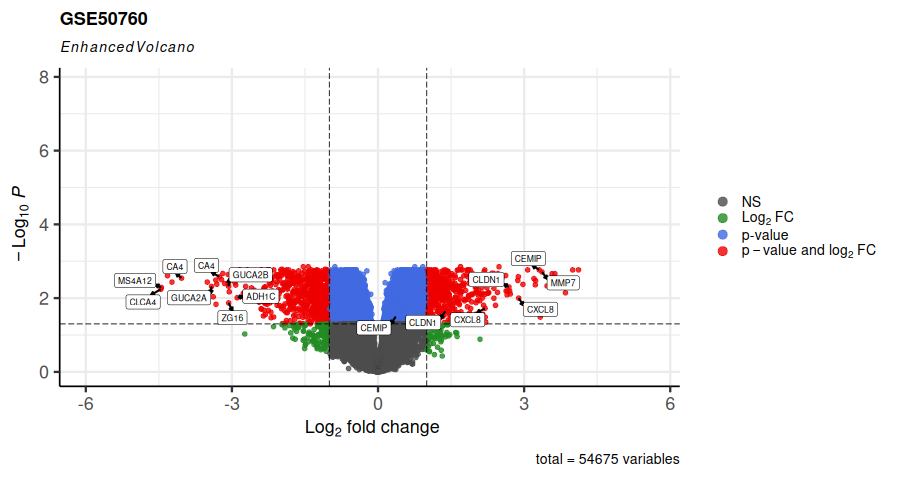 GSE50760
EnhancedVolcano
8
6
4
2
0
−Log10 P
CEMIP
CA4
CA4
GUCA2B
MS4A12
CLDN1
MMP7
CLCA4
GUCA2A
ADH1C
ZG16
CEMIP
CLDN1
CXCL8
CXCL8
-6
-3
0
3
6
Log2 fold change
NS
Log2 FC
p-value
p − value and log2 FC
total = 54675 variables